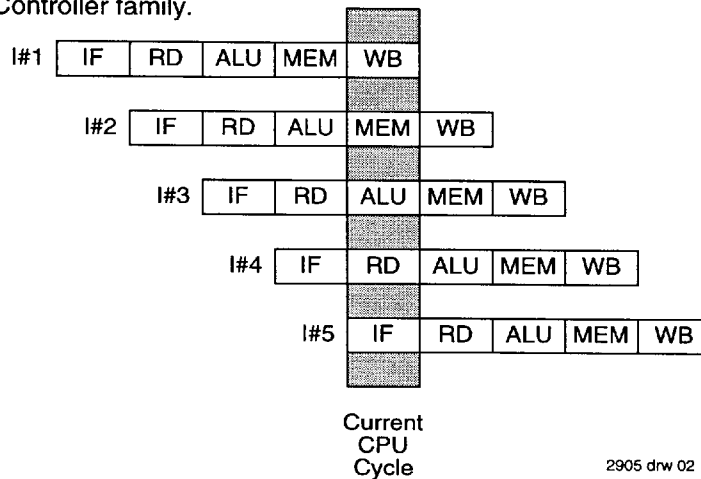 Controller family.
I#1 IF RD ALU MEM WB
I#2 IF RD ALU MEM WB
I#3 IF RD ALU MEM WB
I#4 IF RD ALU MEM WB
I#5 IF RD ALU MEM WB
Current
CPU
Cycle
2905 drw 02